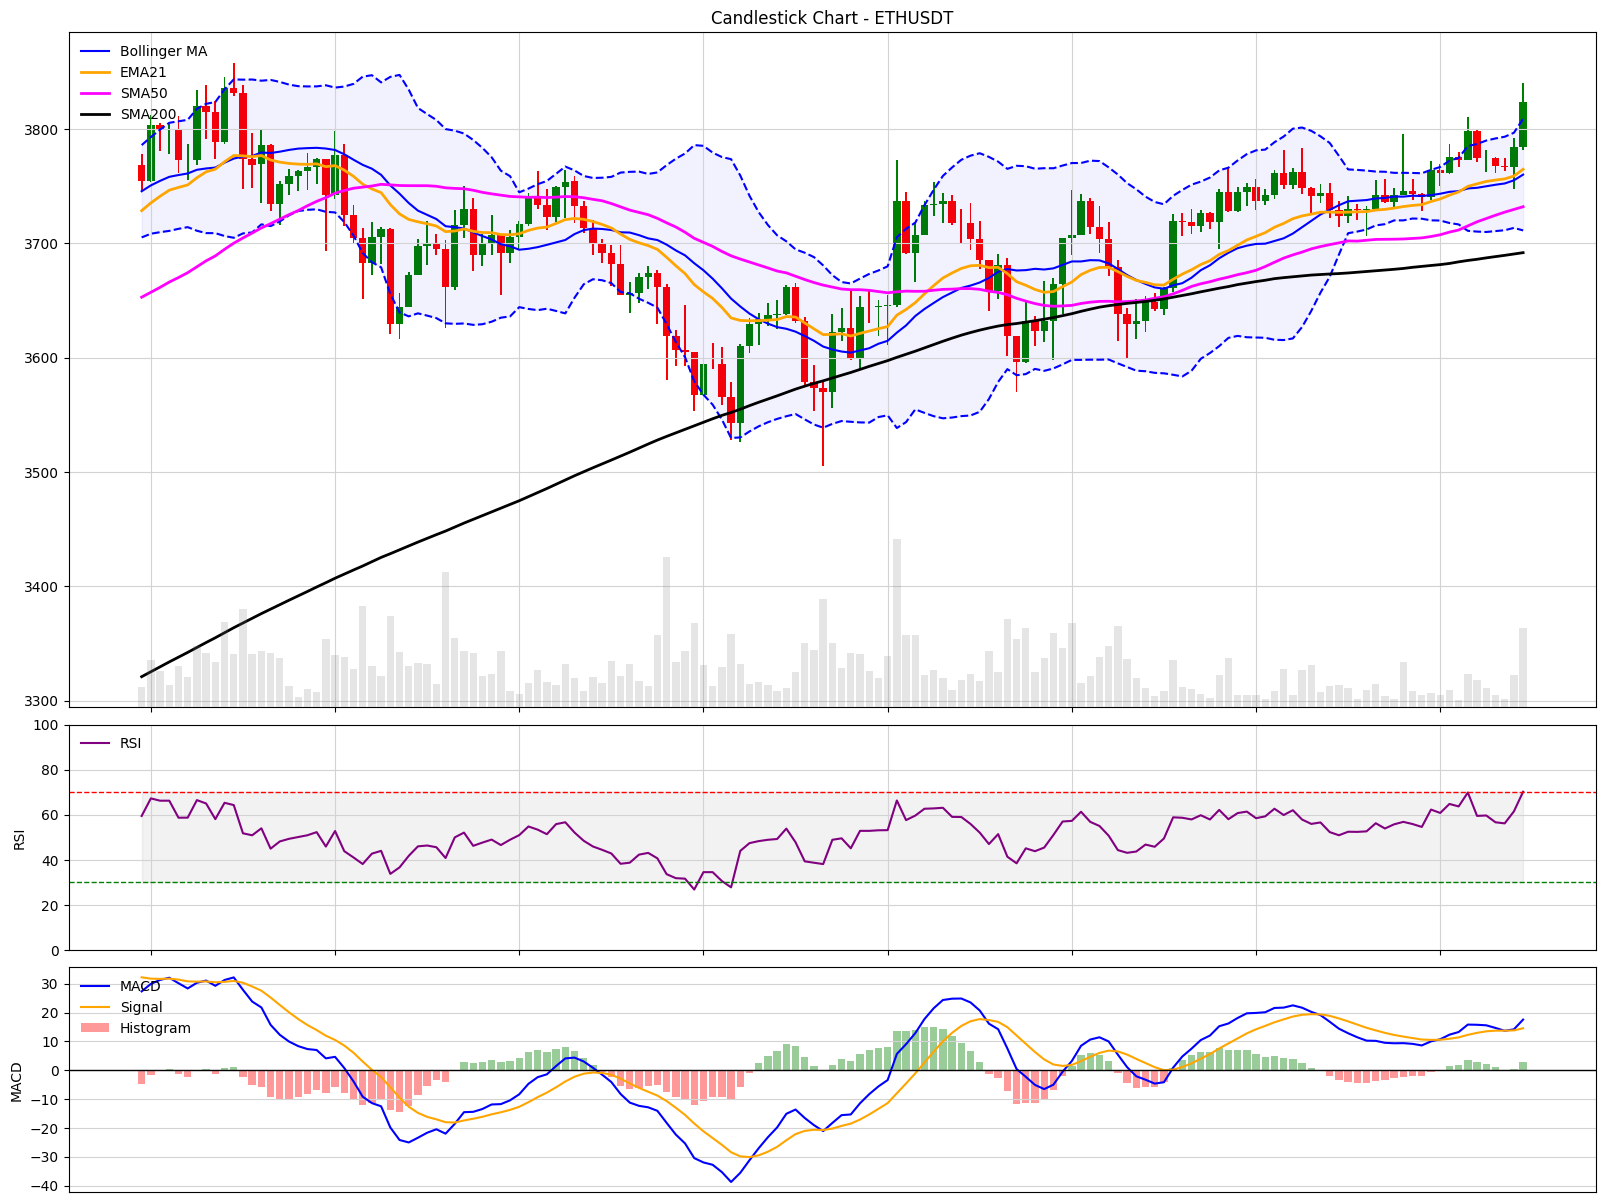 Candlestick Chart - ETHUSDT
Bollinger MA
EMA21
SMA50
SMA200
3800
3700
3600
3500
3400
3300
RSI
100
80
60
40
20
0
RSI
MACD
Signal
Histogram
30
20
10
0
−10
−20
−30
−40
MACD